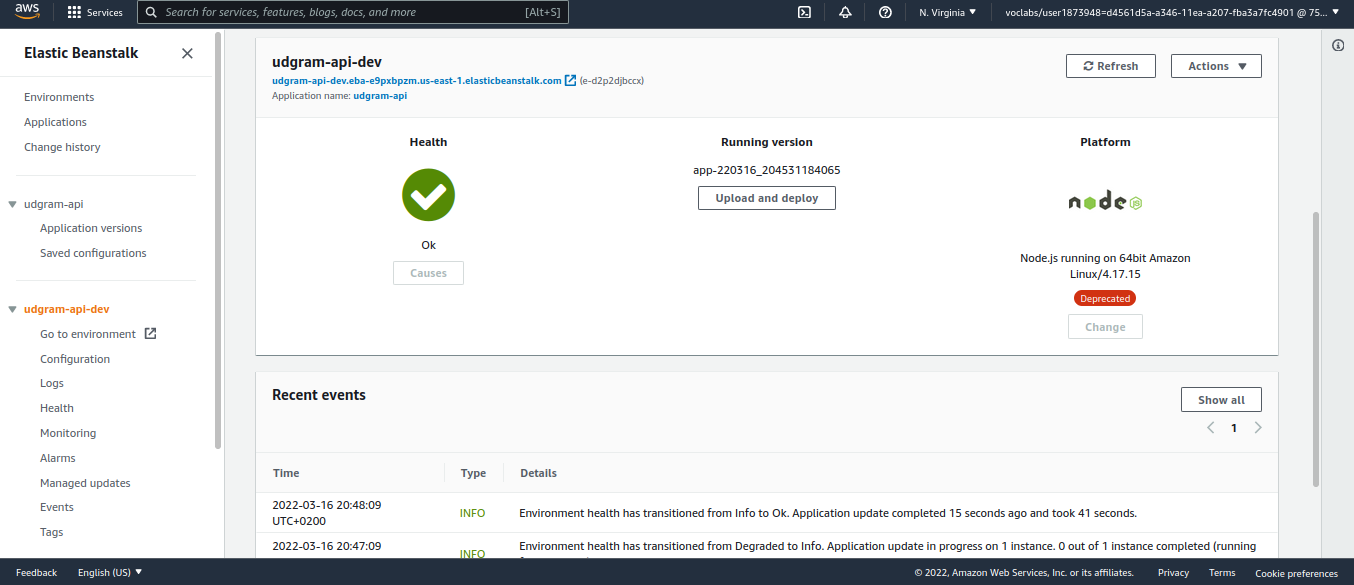 aws
Services
Search for services, features, blogs, docs, and more
[Alt+S]
N. Virginia
voclabs/user1873948=d4561d5a-a346-11ea-a207-fba3a7fc4901 @ 75...
Elastic Beanstalk
Environments
Applications
Change history
udgram-api
Application versions
Saved configurations
udgram-api-dev
Go to environment
Configuration
Logs
Health
Monitoring
Alarms
Managed updates
Events
Tags
udgram-api-dev
udgram-api-dev.eba-e9pxbpzm.us-east-1.elasticbeanstalk.com (e-d2p2djbccx)
Application name: udgram-api
Refresh
Actions
Health
Ok
Causes
Running version
app-220316_204531184065
Upload and deploy
Platform
node
JS
Node.js running on 64bit Amazon
Linux/4.17.15
Deprecated
Change
Recent events
Show all
1
Time
Type
Details
2022-03-16 20:48:09
UTC+0200
INFO
Environment health has transitioned from Info to Ok. Application update completed 15 seconds ago and took 41 seconds.
2022-03-16 20:47:09
INFO
Environment health has transitioned from Degraded to Info. Application update in progress on 1 instance. 0 out of 1 instance completed (running
Feedback
English (US)
© 2022, Amazon Web Services, Inc. or its affiliates.
Privacy
Terms
Cookie preferences